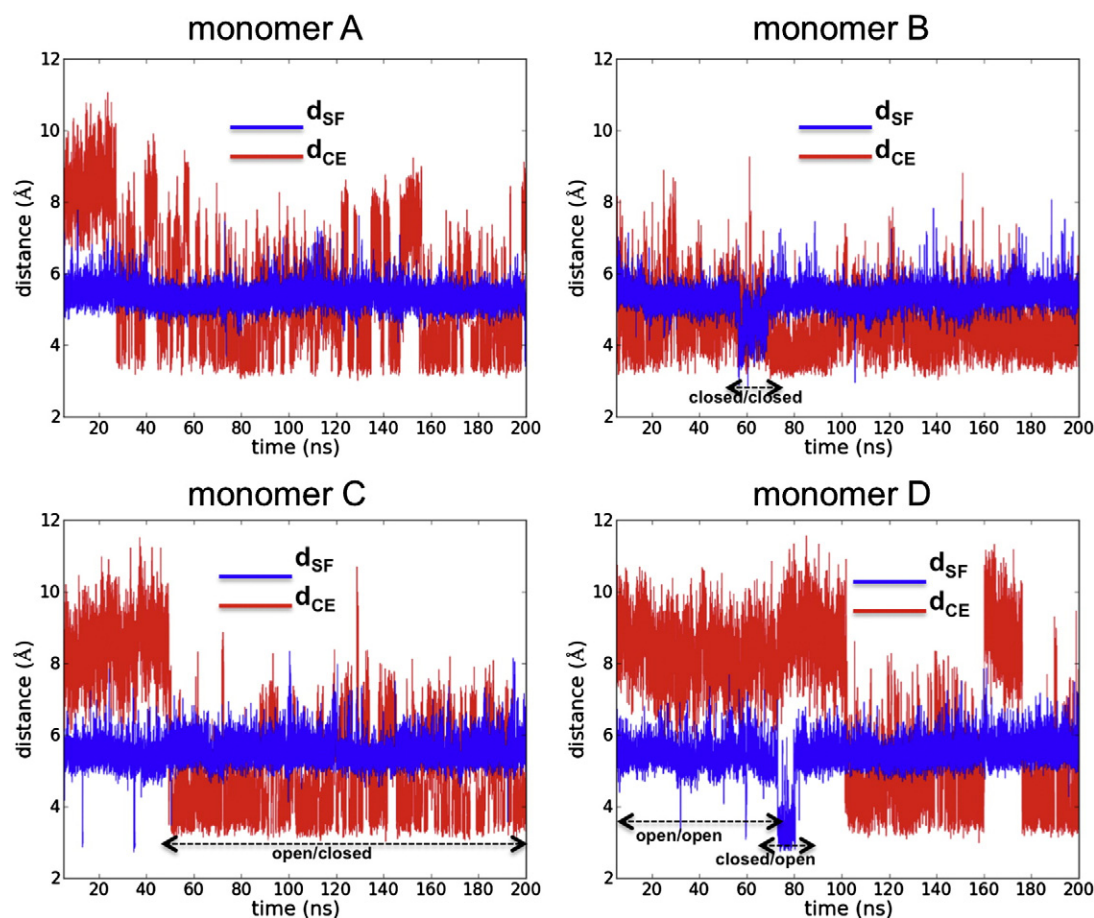 monomer A
12
10
8
6
4
2
distance (Å)
dSF
dCE
20 40 60 80 100 120 140 160 180 200
time (ns)
monomer B
12
10
8
6
4
2
distance (Å)
dSF
dCE
closed/closed
20 40 60 80 100 120 140 160 180 200
time (ns)
monomer C
12
10
8
6
4
2
distance (Å)
dSF
dCE
open/closed
20 40 60 80 100 120 140 160 180 200
time (ns)
monomer D
12
10
8
6
4
2
distance (Å)
dSF
dCE
open/open
closed/open
20 40 60 80 100 120 140 160 180 200
time (ns)